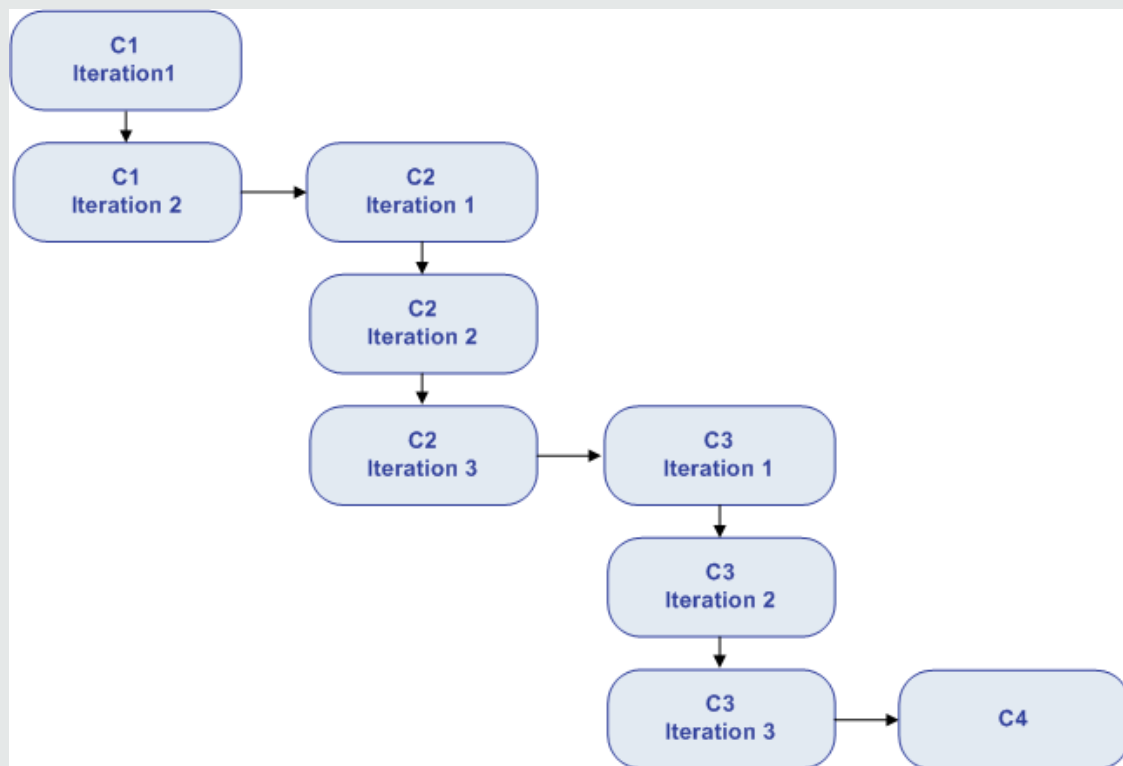 C1
Iteration1
C1
Iteration 2
C2
Iteration 1
C2
Iteration 2
C2
Iteration 3
C3
Iteration 1
C3
Iteration 2
C3
Iteration 3
C4